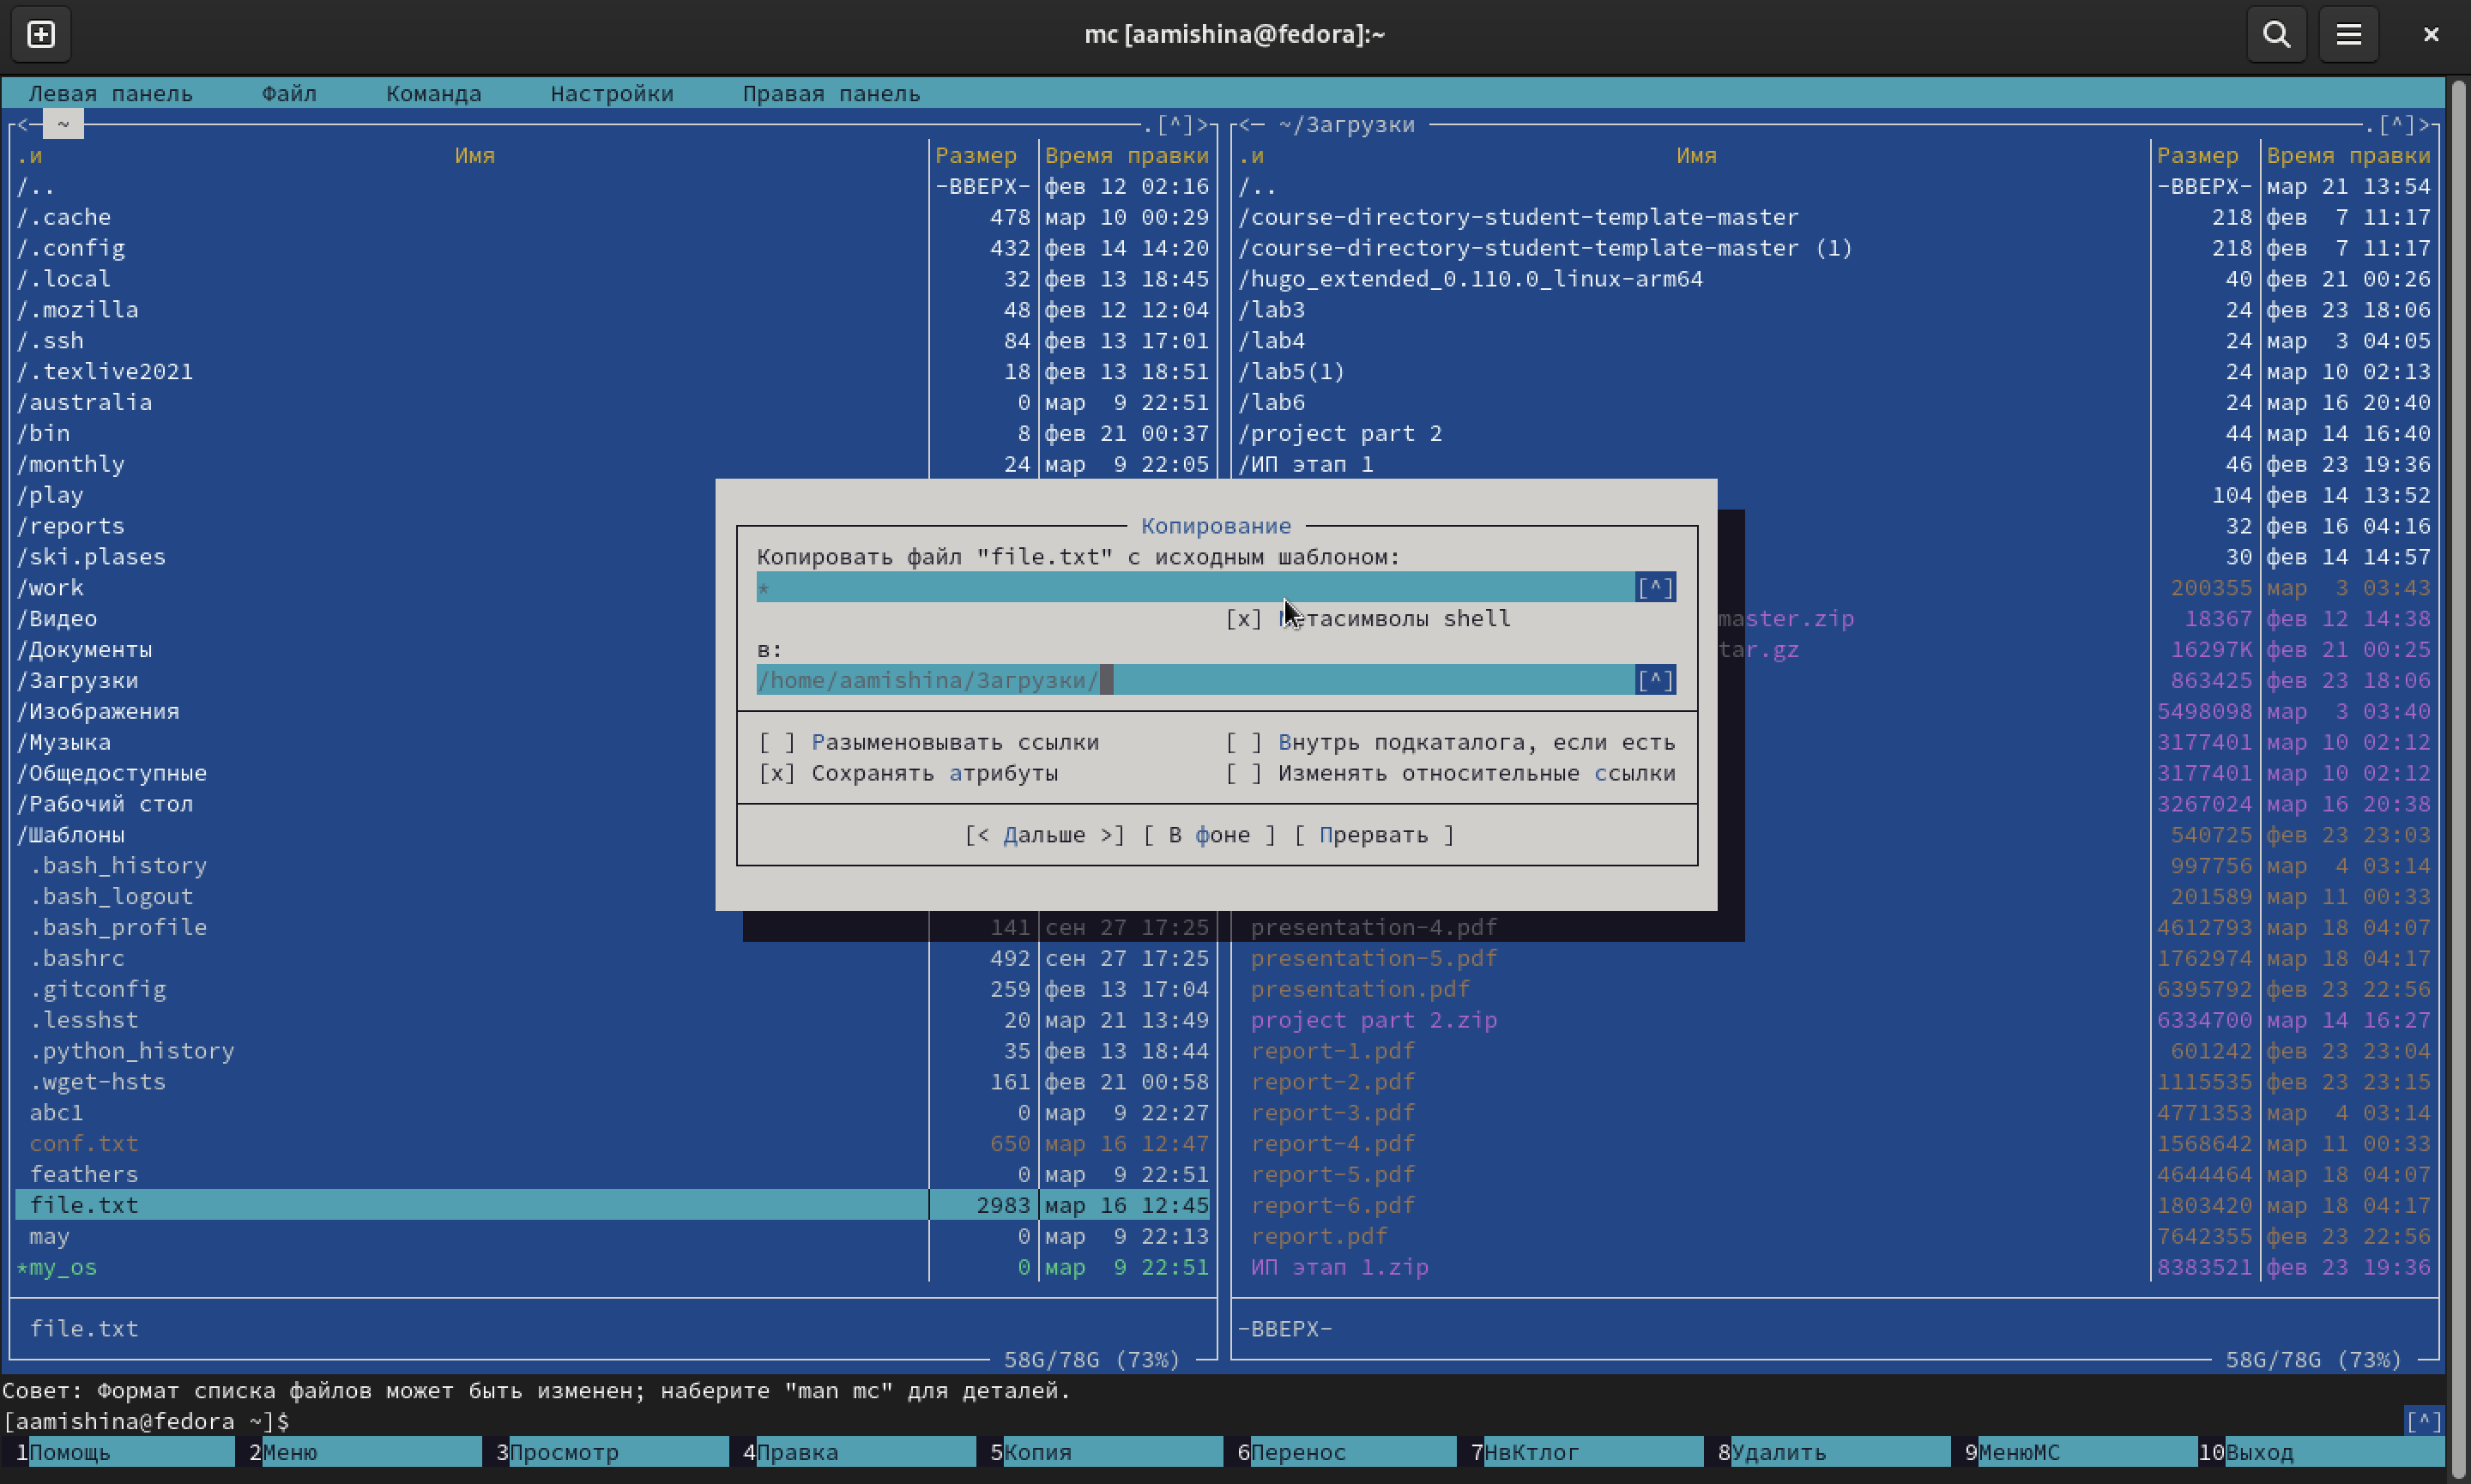 mc [aamishina@fedora]:~
Левая панель Файл Команда Настройки Правая панель
<─ ~ .[^]> <─ ~/Загрузки .[^]>
.и Имя Размер Время правки .и Имя Размер Время правки
/.. -ВВЕРХ- фев 12 02:16 /.. -ВВЕРХ- мар 21 13:54
/.cache 478 мар 10 00:29 /course-directory-student-template-master 218 фев 7 11:17
/.config 432 фев 14 14:20 /course-directory-student-template-master (1) 218 фев 7 11:17
/.local 32 фев 13 18:45 /hugo_extended_0.110.0_linux-arm64 40 фев 21 00:26
/.mozilla 48 фев 12 12:04 /lab3 24 фев 23 18:06
/.ssh 84 фев 13 17:01 /lab4 24 мар 3 04:05
/.texlive2021 18 фев 13 18:51 /lab5(1) 24 мар 10 02:13
/australia 0 мар 9 22:51 /lab6 24 мар 16 20:40
/bin 8 фев 21 00:37 /project part 2 44 мар 14 16:40
/monthly 24 мар 9 22:05 /ИП этап 1 46 фев 23 19:36
/play 104 фев 14 13:52
/reports Копирование 32 фев 16 04:16
/ski.plases Копировать файл "file.txt" с исходным шаблоном: 30 фев 14 14:57
/work * [^] 200355 мар 3 03:43
/Видео [x] Метасимволы shell master.zip 18367 фев 12 14:38
/Документы в: tar.gz 16297K фев 21 00:25
/Загрузки /home/aamishina/Загрузки/ [^] 863425 фев 23 18:06
/Изображения 5498098 мар 3 03:40
/Музыка [ ] Разыменовывать ссылки [ ] Внутрь подкаталога, если есть 3177401 мар 10 02:12
/Общедоступные [x] Сохранять атрибуты [ ] Изменять относительные ссылки 3177401 мар 10 02:12
/Рабочий стол 3267024 мар 16 20:38
/Шаблоны [< Дальше >] [ В фоне ] [ Прервать ] 540725 фев 23 23:03
.bash_history 997756 мар 4 03:14
.bash_logout 201589 мар 11 00:33
.bash_profile 141 сен 27 17:25 presentation-4.pdf 4612793 мар 18 04:07
.bashrc 492 сен 27 17:25 presentation-5.pdf 1762974 мар 18 04:17
.gitconfig 259 фев 13 17:04 presentation.pdf 6395792 фев 23 22:56
.lesshst 20 мар 21 13:49 project part 2.zip 6334700 мар 14 16:27
.python_history 35 фев 13 18:44 report-1.pdf 601242 фев 23 23:04
.wget-hsts 161 фев 21 00:58 report-2.pdf 1115535 фев 23 23:15
abc1 0 мар 9 22:27 report-3.pdf 4771353 мар 4 03:14
conf.txt 650 мар 16 12:47 report-4.pdf 1568642 мар 11 00:33
feathers 0 мар 9 22:51 report-5.pdf 4644464 мар 18 04:07
file.txt 2983 мар 16 12:45 report-6.pdf 1803420 мар 18 04:17
may 0 мар 9 22:13 report.pdf 7642355 фев 23 22:56
*my_os 0 мар 9 22:51 ИП этап 1.zip 8383521 фев 23 19:36
file.txt -ВВЕРХ-
58G/78G (73%) 58G/78G (73%)
Совет: Формат списка файлов может быть изменен; наберите "man mc" для деталей.
[aamishina@fedora ~]$ [^]
1Помощь 2Меню 3Просмотр 4Правка 5Копия 6Перенос 7НвКтлог 8Удалить 9МенюМС 10Выход